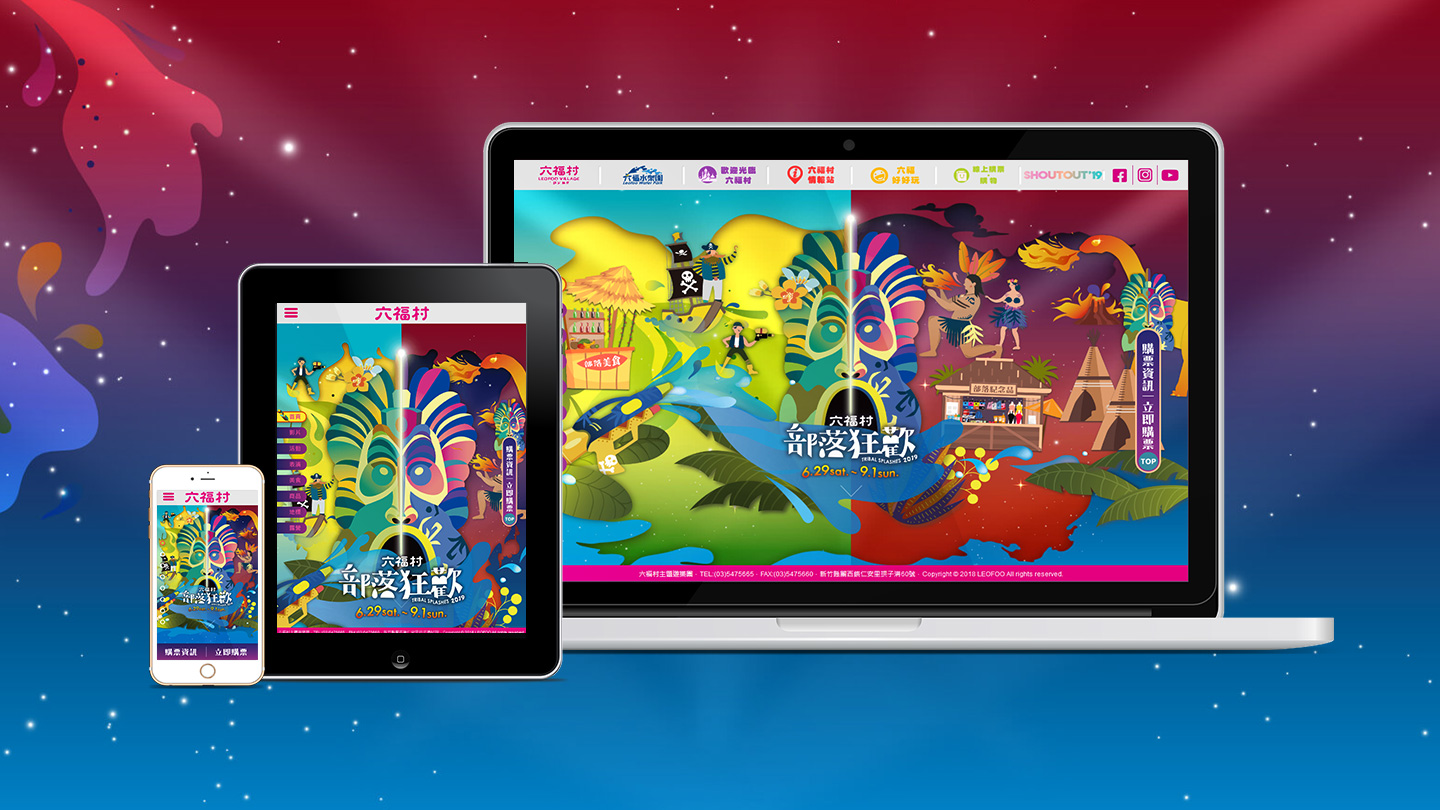 六福村
LEOFOO VILLAGE
六福水樂園
Leofoo Water Park
歡迎光臨
六福村
六福村
情報站
六福
好好玩
線上購票
SHOUTOUT'19
部落美食
部落紀念品
六福村
部落狂歡
TRIBAL SPLASHES 2019
6.29sat. ~ 9.1sun.
購票資訊
立即購票
TOP
六福村主題遊樂園 · TEL:(03)5475665 · FAX:(03)5475660 · 新竹縣關西鎮仁安里拱子溝60號 · Copyright © 2018 LEOFOO All rights reserved.
六福村
首頁
影片
美食
六福村
部落狂歡
TRIBAL SPLASHES 2019
6.29sat. ~ 9.1sun.
購票資訊
立即購票
TOP
六福村
六福村
部落狂歡
購票資訊
立即購票